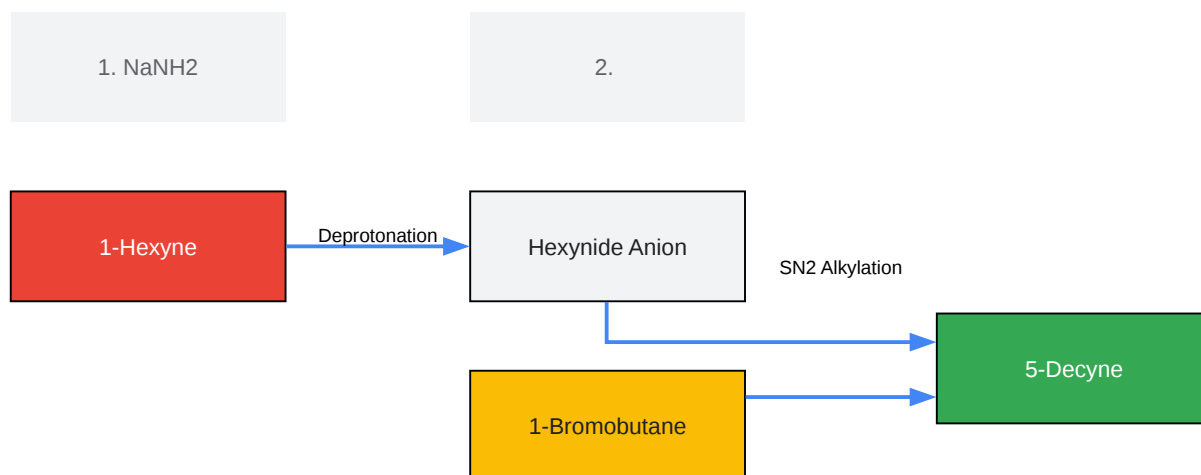 1. NaNH2
2.
1-Hexyne
Deprotonation
Hexynide Anion
SN2 Alkylation
5-Decyne
1-Bromobutane